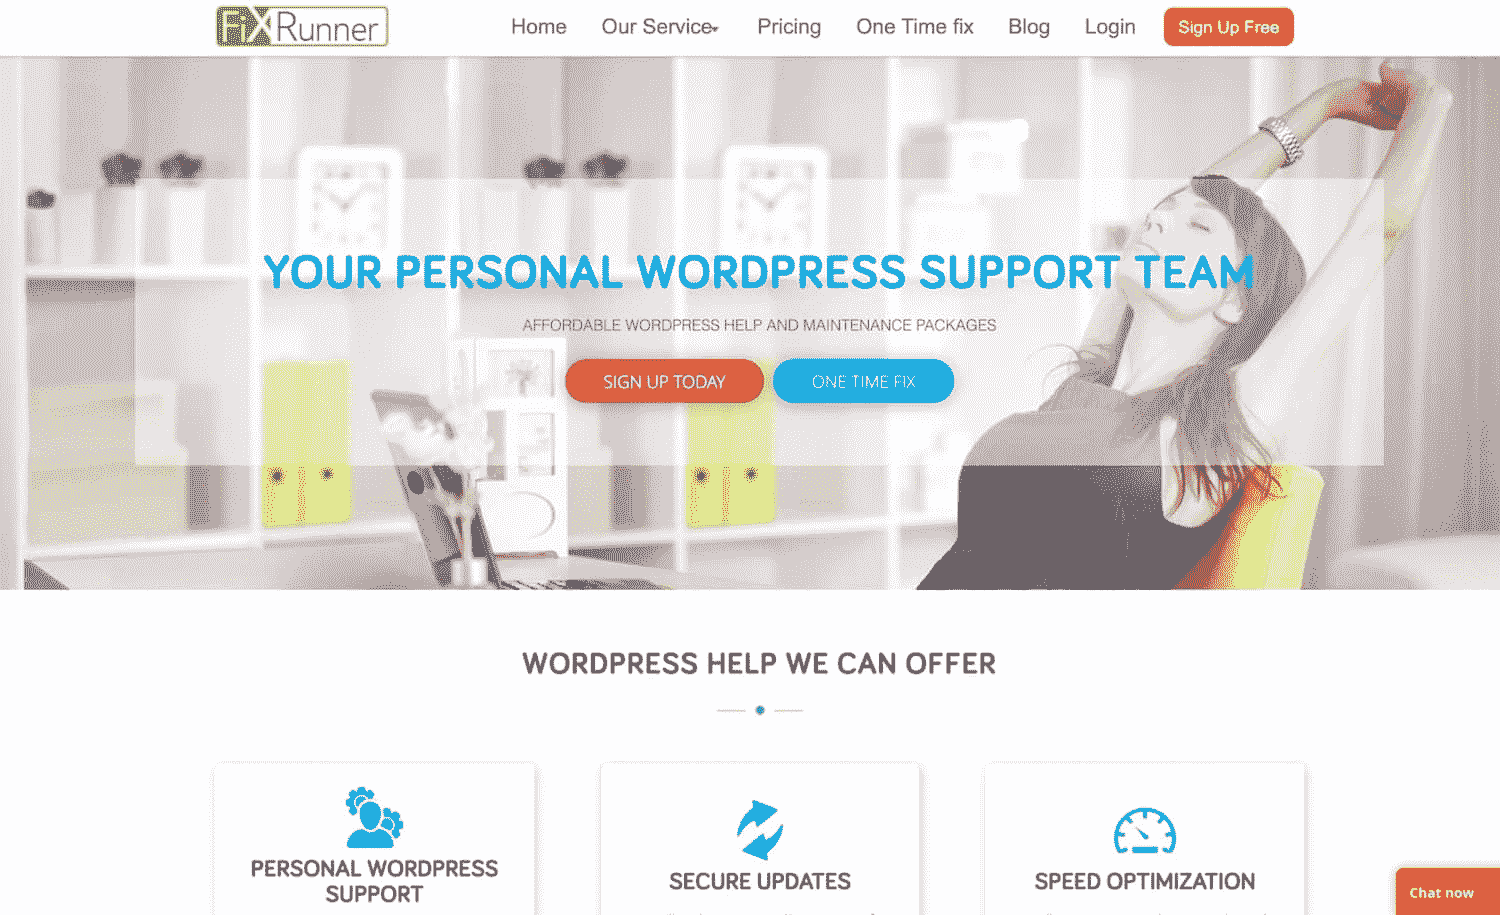 FiXRunner
Home
Our Service
Pricing
One Time fix
Blog
Login
Sign Up Free
YOUR PERSONAL WORDPRESS SUPPORT TEAM
AFFORDABLE WORDPRESS HELP AND MAINTENANCE PACKAGES
SIGN UP TODAY
ONE TIME FIX
WORDPRESS HELP WE CAN OFFER
PERSONAL WORDPRESS
SUPPORT
SECURE UPDATES
SPEED OPTIMIZATION
Chat now